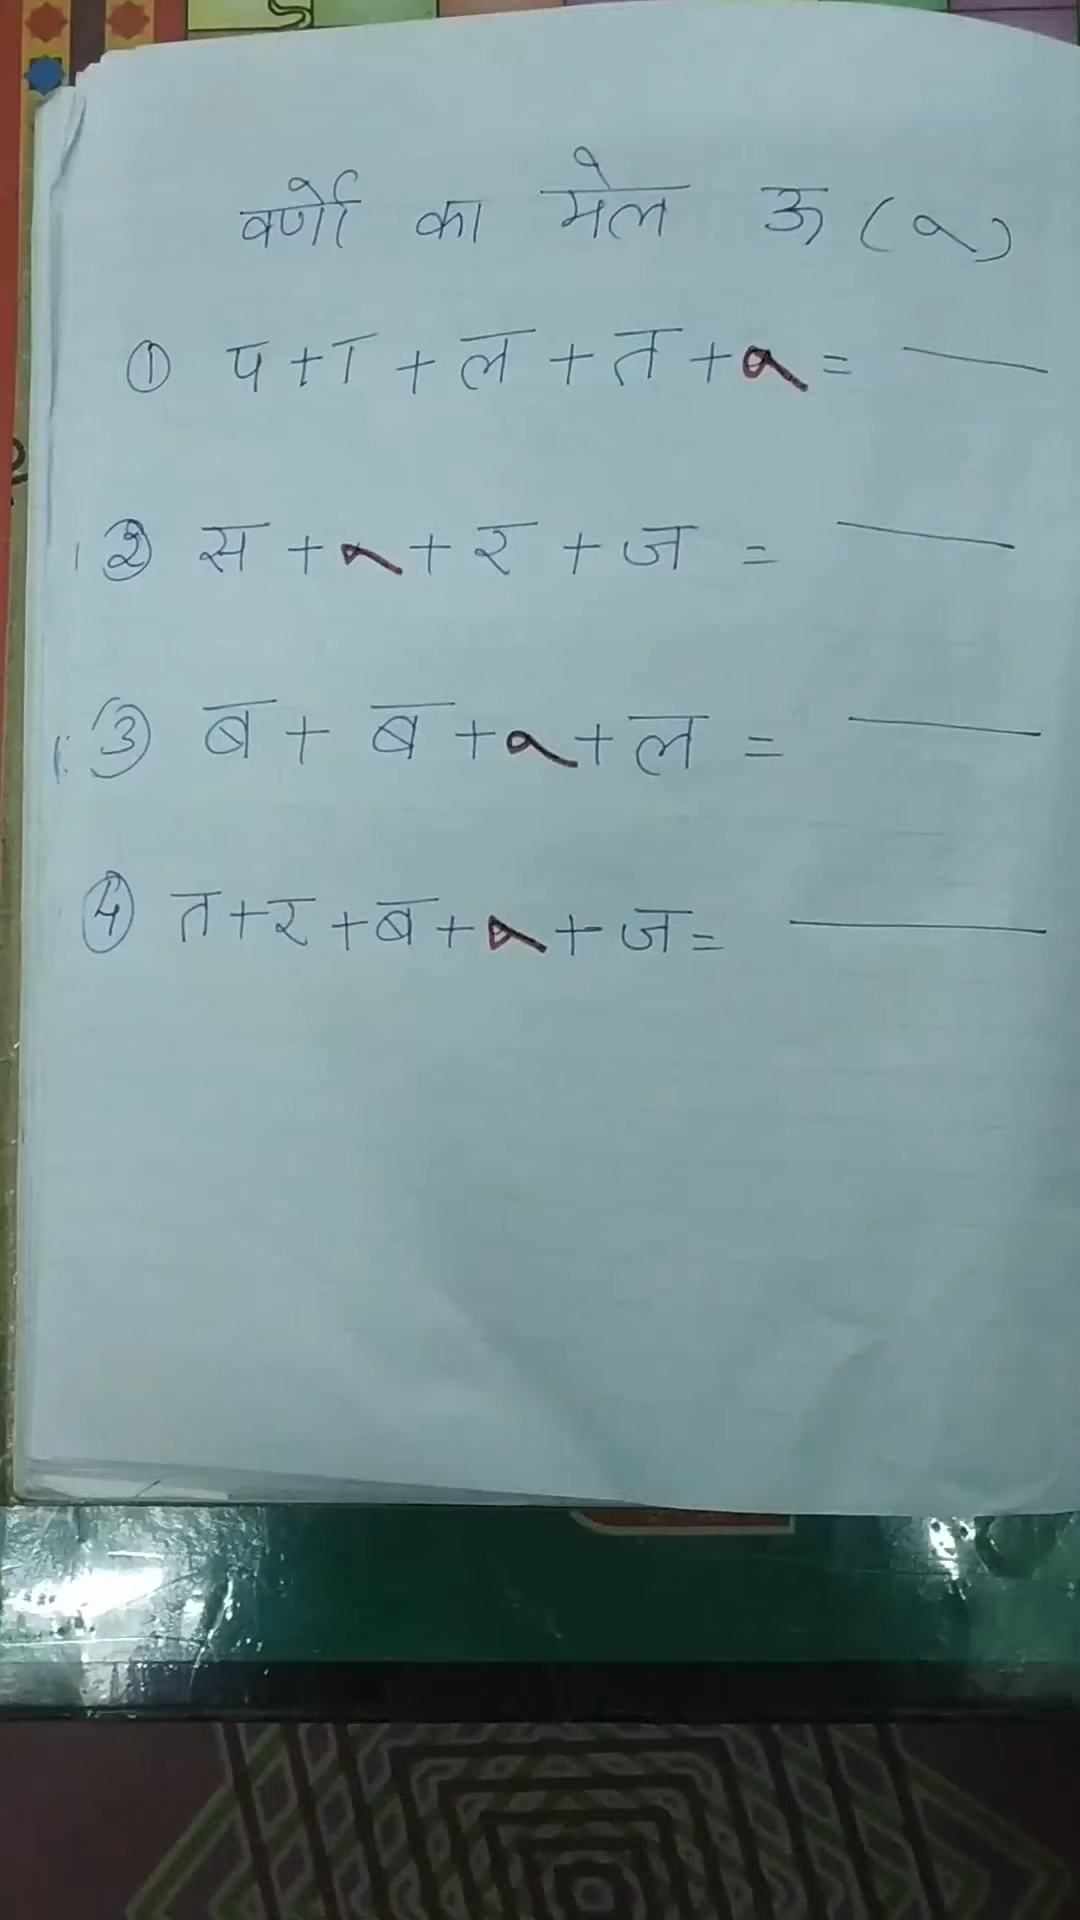 वर्णो का मेल ऊ ( ू )
① प + ा + ल + त + ू = ——
② स + ू + र + ज = ——
③ ब + ब + ू + ल = ——
④ त + र + ब + ू + ज = ——